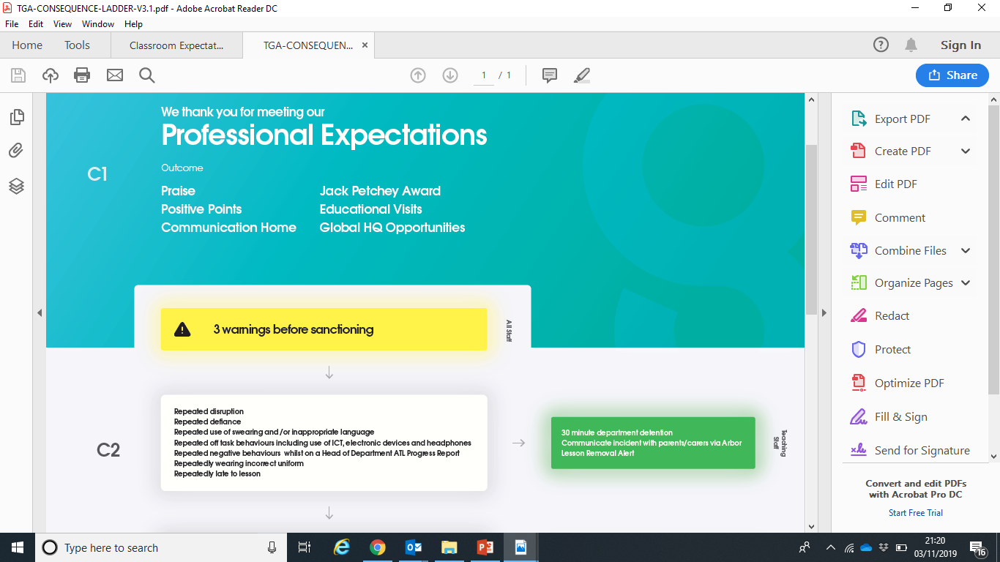 TGA-CONSEQUENCE-LADDER-V3.1.pdf - Adobe Acrobat Reader DC
File Edit View Window Help
Home Tools Classroom Expectat... TGA-CONSEQUEN... × Sign In
1 / 1 Share
We thank you for meeting our
Professional Expectations
C1
Outcome
Praise Jack Petchey Award
Positive Points Educational Visits
Communication Home Global HQ Opportunities
3 warnings before sanctioning
All Staff
C2
Repeated disruption
Repeated defiance
Repeated use of swearing and /or inappropriate language
Repeated off task behaviours including use of ICT, electronic devices and headphones
Repeated negative behaviours whilst on a Head of Department ATL Progress Report
Repeatedly wearing incorrect uniform
Repeatedly late to lesson
30 minute department detention
Communicate incident with parents/carers via Arbor
Lesson Removal Alert
Teaching
Staff
Export PDF
Create PDF
Edit PDF
Comment
Combine Files
Organize Pages
Redact
Protect
Optimize PDF
Fill & Sign
Send for Signature
Convert and edit PDFs
with Acrobat Pro DC
Start Free Trial
Type here to search
21:20
03/11/2019
16